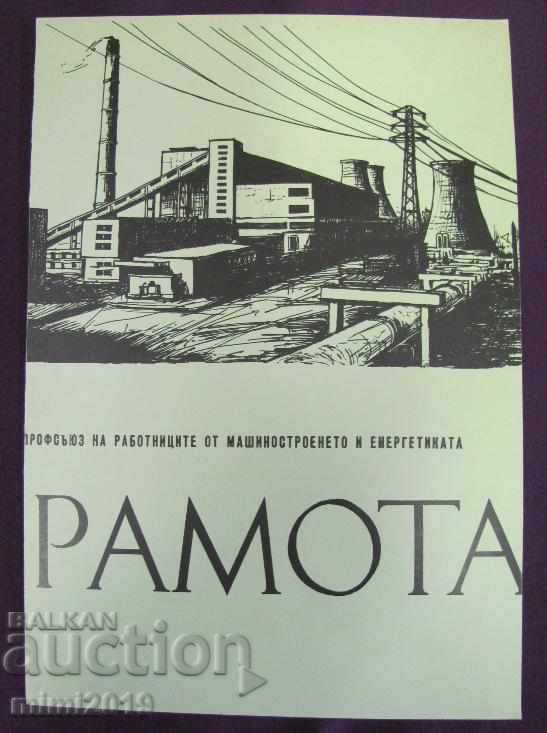 ПРОФСЪЮЗ НА РАБОТНИЦИТЕ ОТ МАШИНОСТРОЕНЕТО И ЕНЕРГЕТИКАТА
РАМОТА
BALKAN
auction
mimi2019